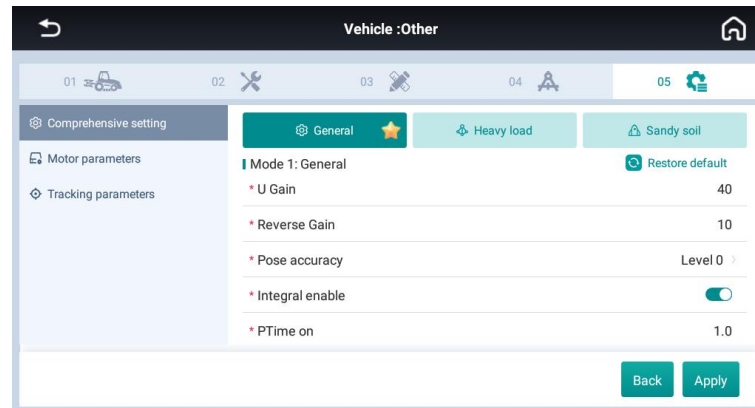 Vehicle :Other
01 02 03 04 05
Comprehensive setting
Motor parameters
Tracking parameters
General Heavy load Sandy soil
Mode 1: General Restore default
* U Gain 40
* Reverse Gain 10
* Pose accuracy Level 0
* Integral enable
* PTime on 1.0
Back Apply